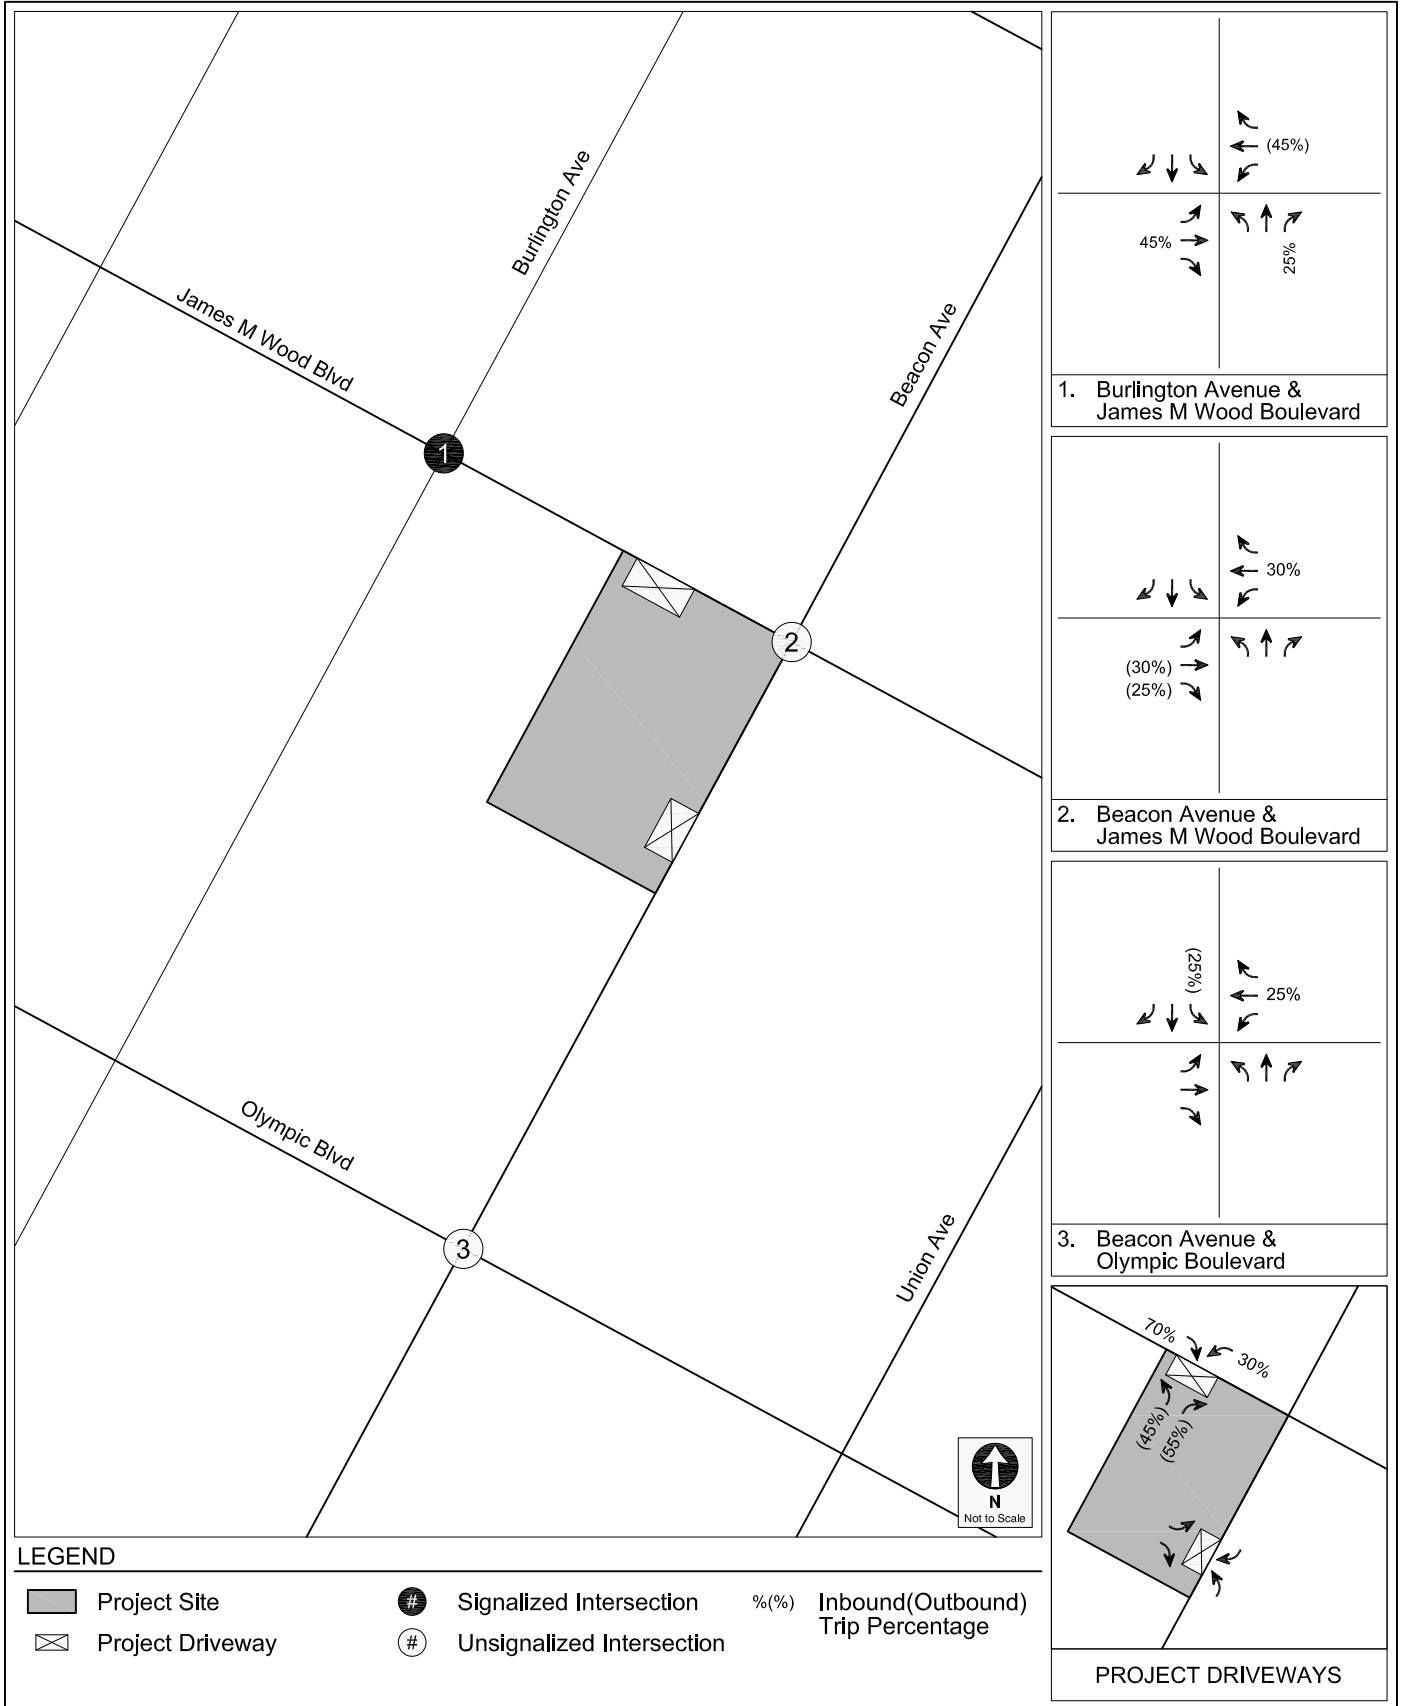 Burlington Ave
James M Wood Blvd
Beacon Ave
1
2
Olympic Blvd
3
Union Ave
N
Not to Scale
(45%)
45%
25%
1. Burlington Avenue &
James M Wood Boulevard
30%
(30%)
(25%)
2. Beacon Avenue &
James M Wood Boulevard
(25%)
25%
3. Beacon Avenue &
Olympic Boulevard
70%
30%
(45%)
(55%)
PROJECT DRIVEWAYS
LEGEND
Project Site
# Signalized Intersection
%(%) Inbound(Outbound)
Trip Percentage
Project Driveway
# Unsignalized Intersection